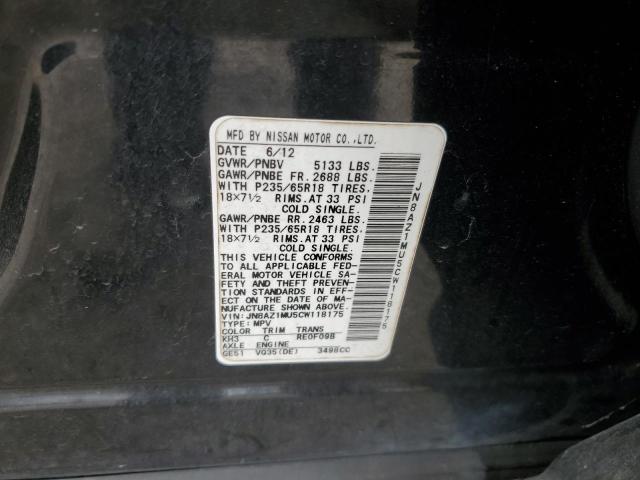 MFD BY NISSAN MOTOR CO.,LTD.
DATE 6/12
GVWR/PNBV 5133 LBS.
GAWR/PNBE FR. 2688 LBS.
WITH P235/65R18 TIRES,
18×7½ RIMS. AT 33 PSI
COLD SINGLE.
GAWR/PNBE RR. 2463 LBS.
WITH P235/65R18 TIRES,
18×7½ RIMS. AT 33 PSI
COLD SINGLE.
THIS VEHICLE CONFORMS
TO ALL APPLICABLE FED-
ERAL MOTOR VEHICLE SA-
FETY AND THEFT PREVEN-
TION STANDARDS IN EFF-
ECT ON THE DATE OF MA-
NUFACTURE SHOWN ABOVE.
VIN: JN8AZ1MU5CW118175
TYPE: MPV
COLOR TRIM TRANS
KH3 C RE0F09B
AXLE ENGINE
GE51 VQ35(DE) 3498CC
JN8AZ1MU5CW118175